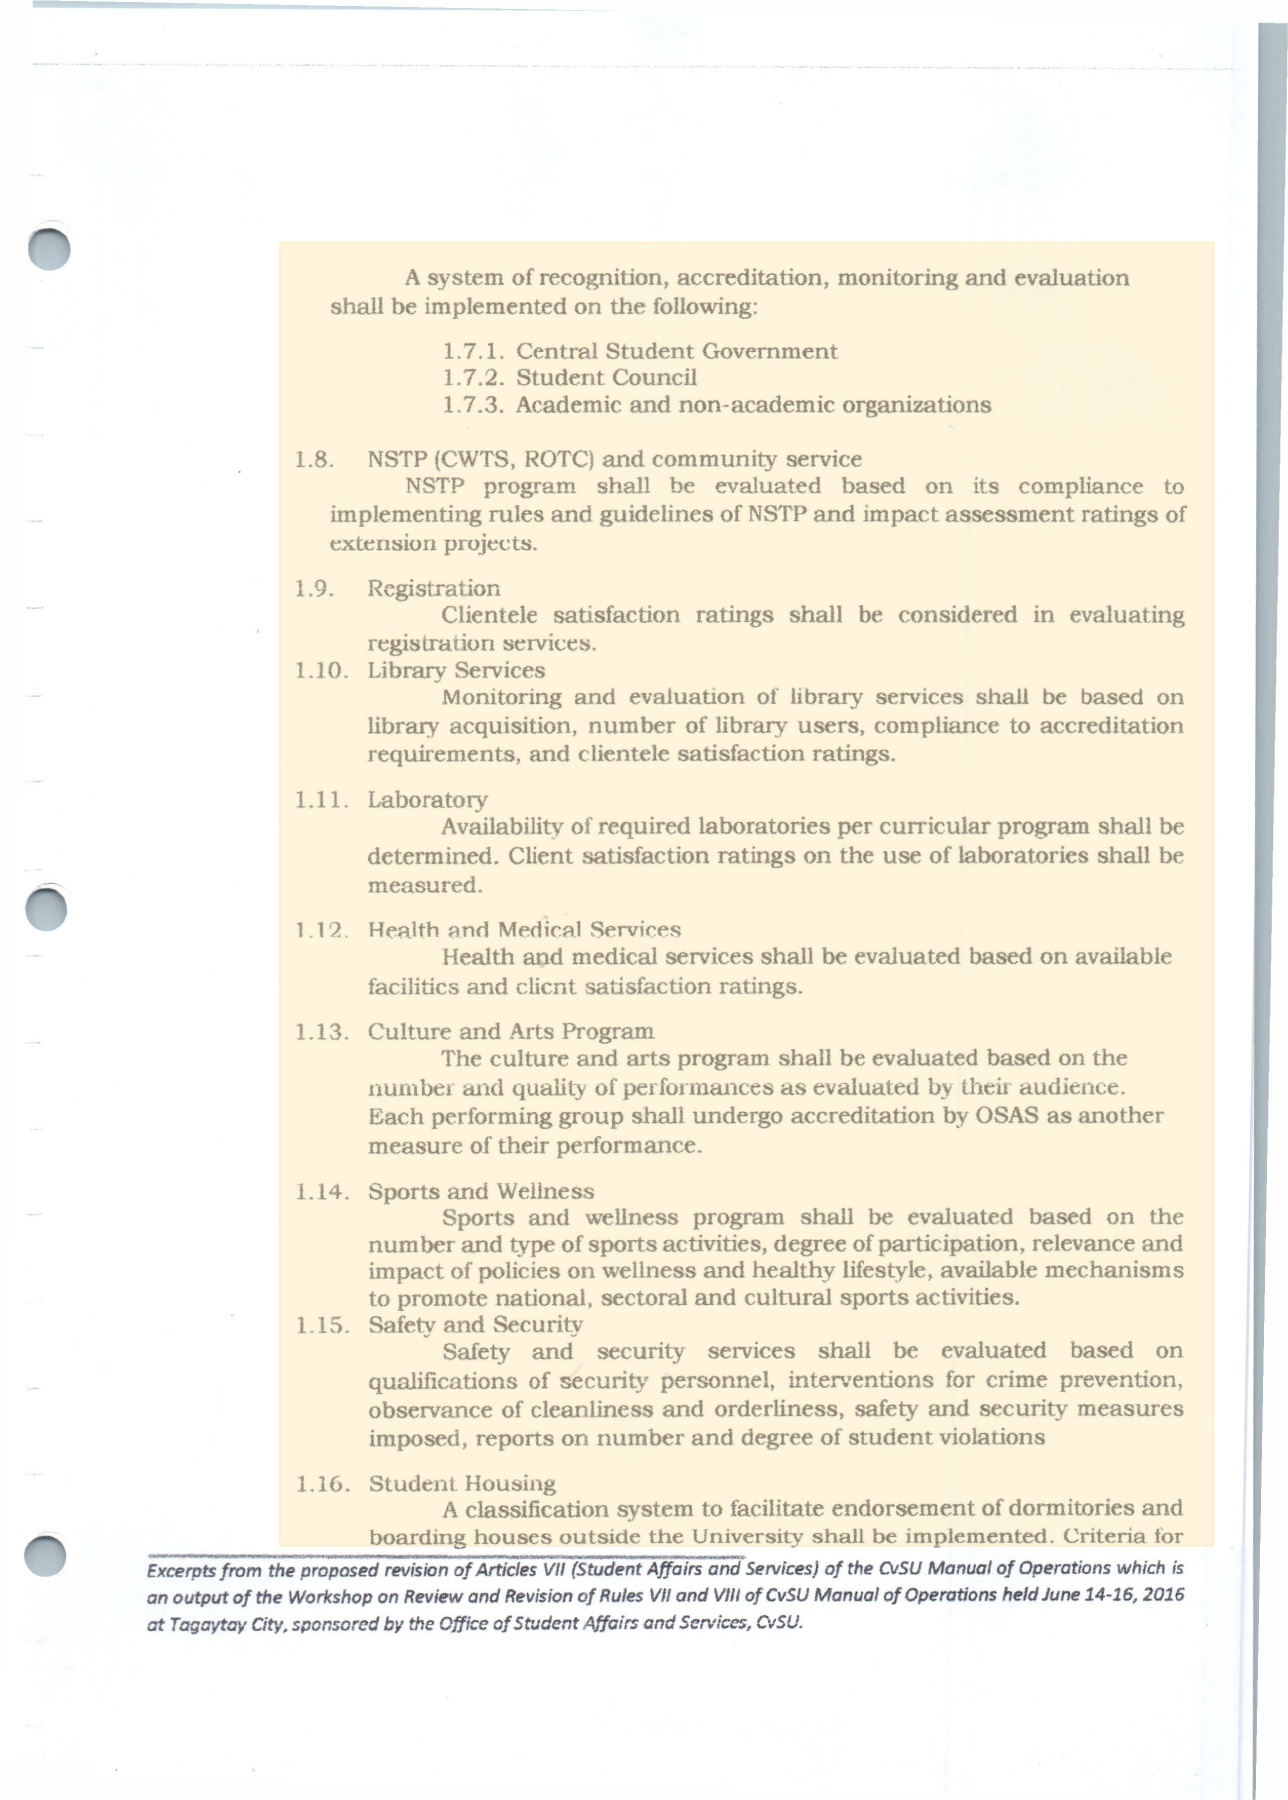 A system of recognition, accreditation, monitoring and evaluation
shall be implemented on the following:
1.7.1. Central Student Government
1.7.2. Student Council
1.7.3. Academic and non-academic organizations
1.8. NSTP (CWTS, ROTC) and community service
NSTP program shall be evaluated based on its compliance to
implementing rules and guidelines of NSTP and impact assessment ratings of
extension projects.
1.9. Registration
Clientele satisfaction ratings shall be considered in evaluating
registration services.
1.10. Library Services
Monitoring and evaluation of library services shall be based on
library acquisition, number of library users, compliance to accreditation
requirements, and clientele satisfaction ratings.
1.11. Laboratory
Availability of required laboratories per curricular program shall be
determined. Client satisfaction ratings on the use of laboratories shall be
measured.
1.12. Health and Medical Services
Health and medical services shall be evaluated based on available
facilities and client satisfaction ratings.
1.13. Culture and Arts Program
The culture and arts program shall be evaluated based on the
number and quality of performances as evaluated by their audience.
Each performing group shall undergo accreditation by OSAS as another
measure of their performance.
1.14. Sports and Wellness
Sports and wellness program shall be evaluated based on the
number and type of sports activities, degree of participation, relevance and
impact of policies on wellness and healthy lifestyle, available mechanisms
to promote national, sectoral and cultural sports activities.
1.15. Safety and Security
Safety and security services shall be evaluated based on
qualifications of security personnel, interventions for crime prevention,
observance of cleanliness and orderliness, safety and security measures
imposed, reports on number and degree of student violations
1.16. Student Housing
A classification system to facilitate endorsement of dormitories and
boarding houses outside the University shall be implemented. Criteria for
Excerpts from the proposed revision of Articles VII (Student Affairs and Services) of the CvSU Manual of Operations which is
an output of the Workshop on Review and Revision of Rules VII and VIII of CvSU Manual of Operations held June 14-16, 2016
at Tagaytay City, sponsored by the Office of Student Affairs and Services, CvSU.